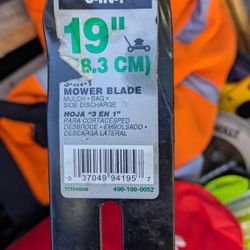 3-IN-1
19"
(48.3 CM)
3-IN-1
MOWER BLADE
MULCH • BAG •
SIDE DISCHARGE
HOJA "3 EN 1"
PARA CORTACÉSPED
DESBROCE • EMBOLSADO •
DESCARGA LATERAL
0 37049 94195 7
490-100-0052